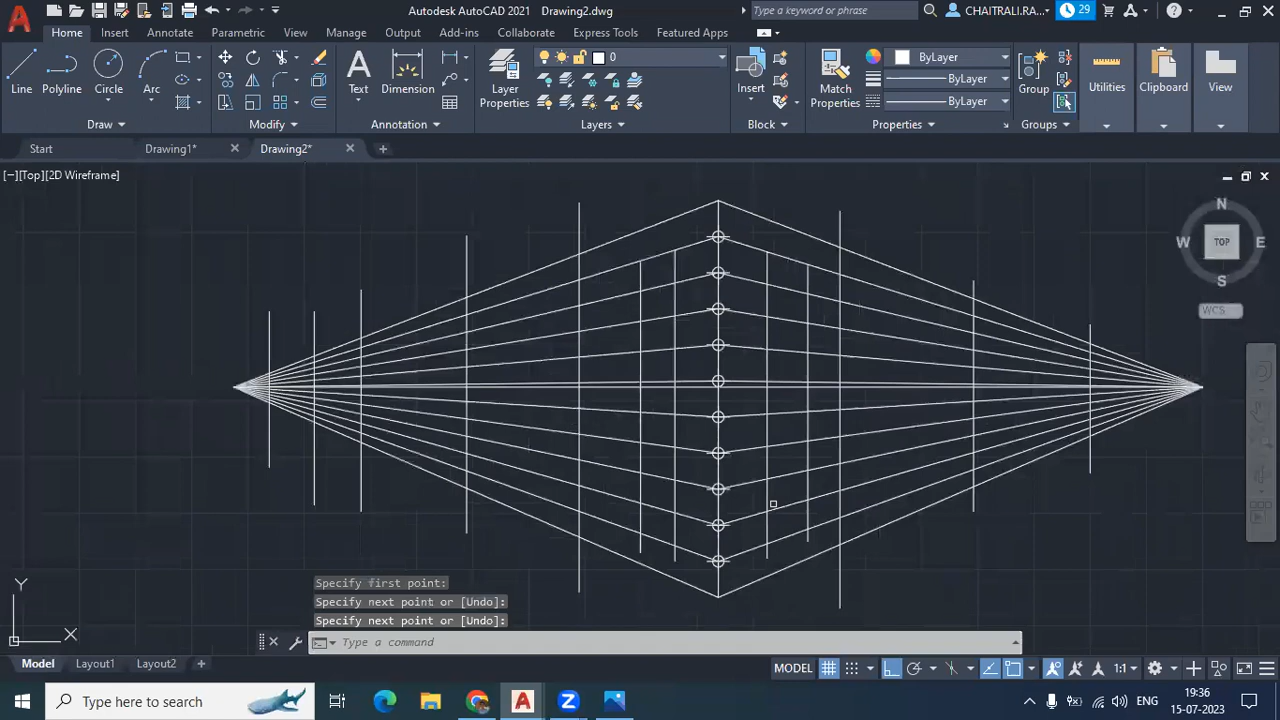 Autodesk AutoCAD 2021 Drawing2.dwg
Type a keyword or phrase
CHAITRALI.RA...
29
Home Insert Annotate Parametric View Manage Output Add-ins Collaborate Express Tools Featured Apps
Line Polyline Circle Arc
Draw
Modify
Text Dimension
Annotation
Layer
Properties
0
Layers
Insert
Block
Match
Properties
ByLayer
ByLayer
ByLayer
Properties
Group
Groups
Utilities
Clipboard
View
Start Drawing1* Drawing2*
[−][Top][2D Wireframe]
N
W TOP E
S
WCS
Y
X
Specify first point:
Specify next point or [Undo]:
Specify next point or [Undo]:
Type a command
Model Layout1 Layout2
MODEL
1:1
Type here to search
ENG
19:36
15-07-2023